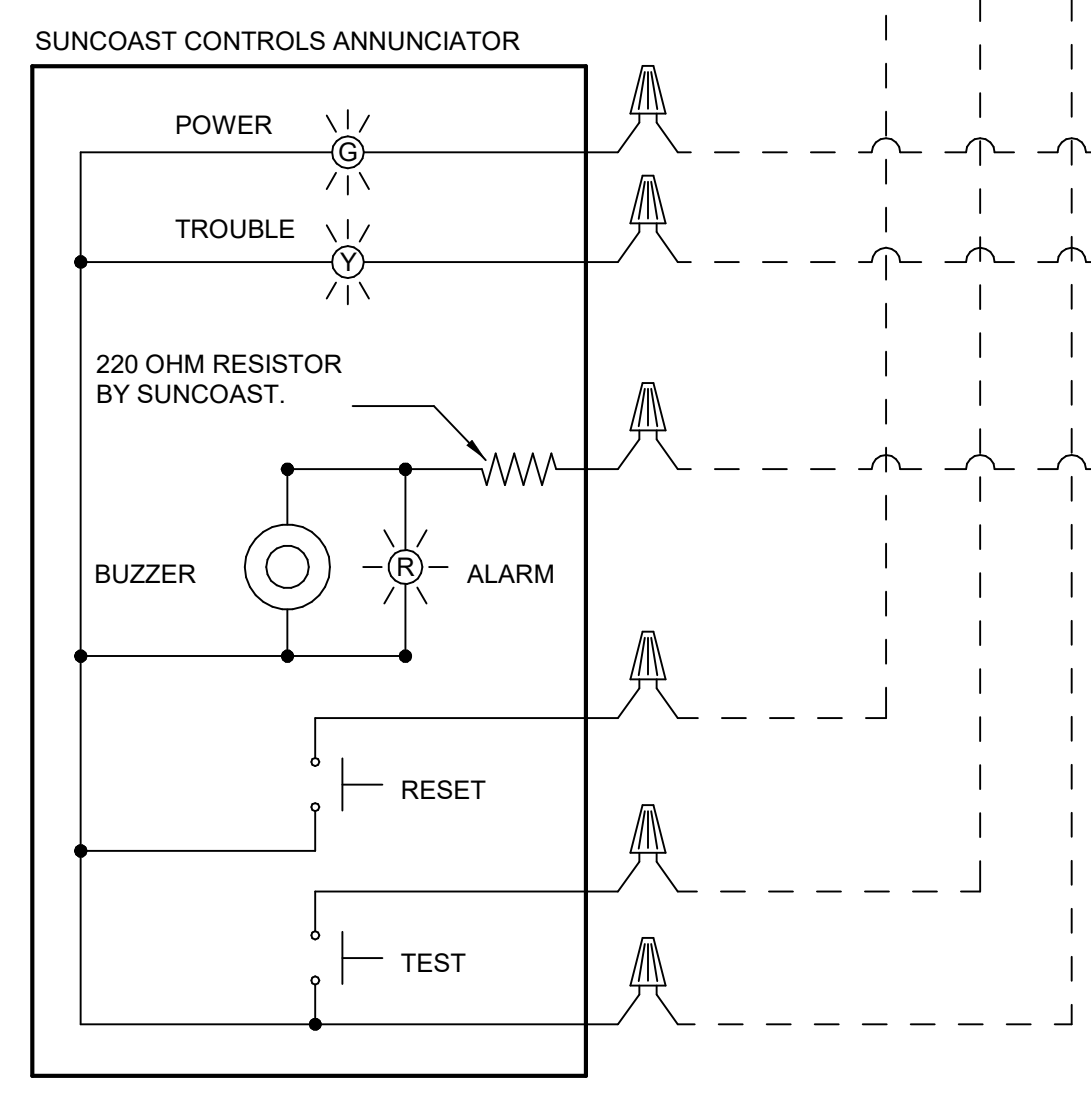 SUNCOAST CONTROLS ANNUNCIATOR
POWER
G
TROUBLE
Y
220 OHM RESISTOR
BY SUNCOAST.
BUZZER
R
ALARM
RESET
TEST